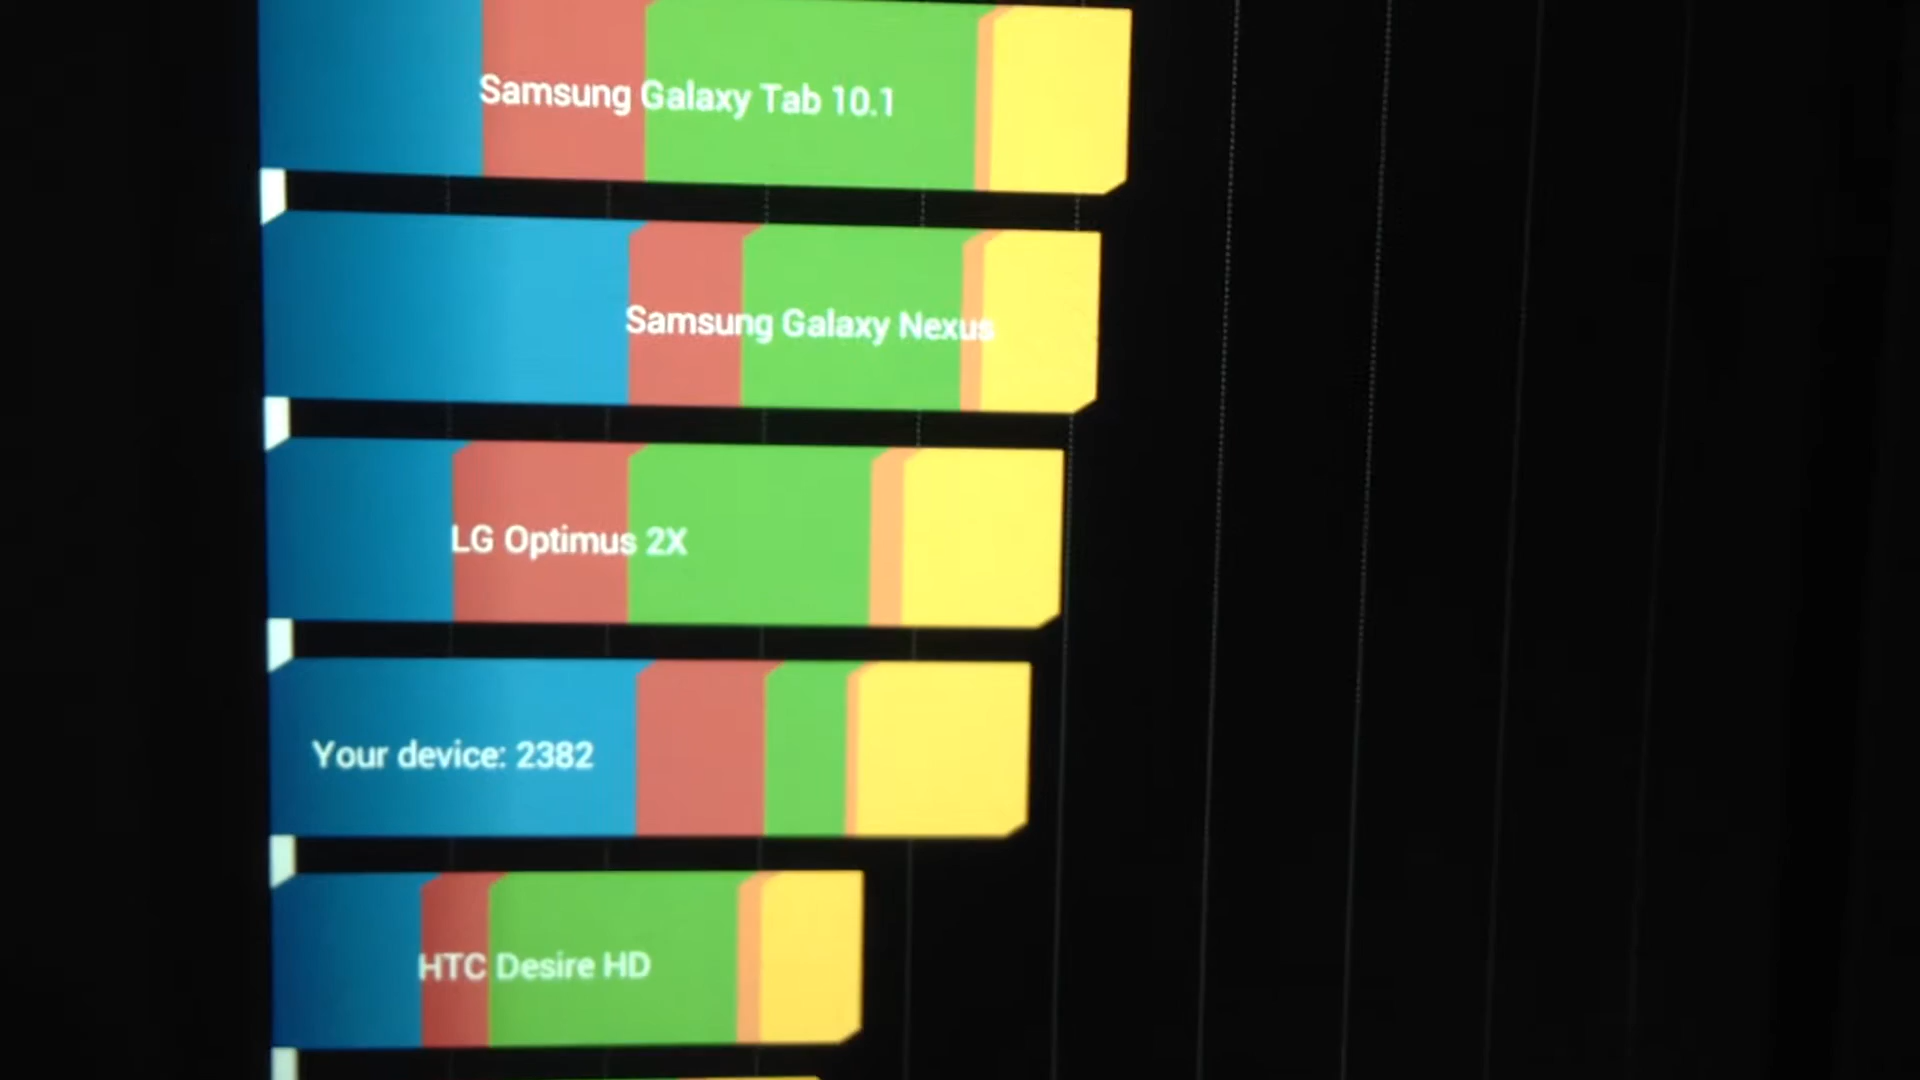 Samsung Galaxy Tab 10.1
Samsung Galaxy Nexus
LG Optimus 2X
Your device: 2382
HTC Desire HD